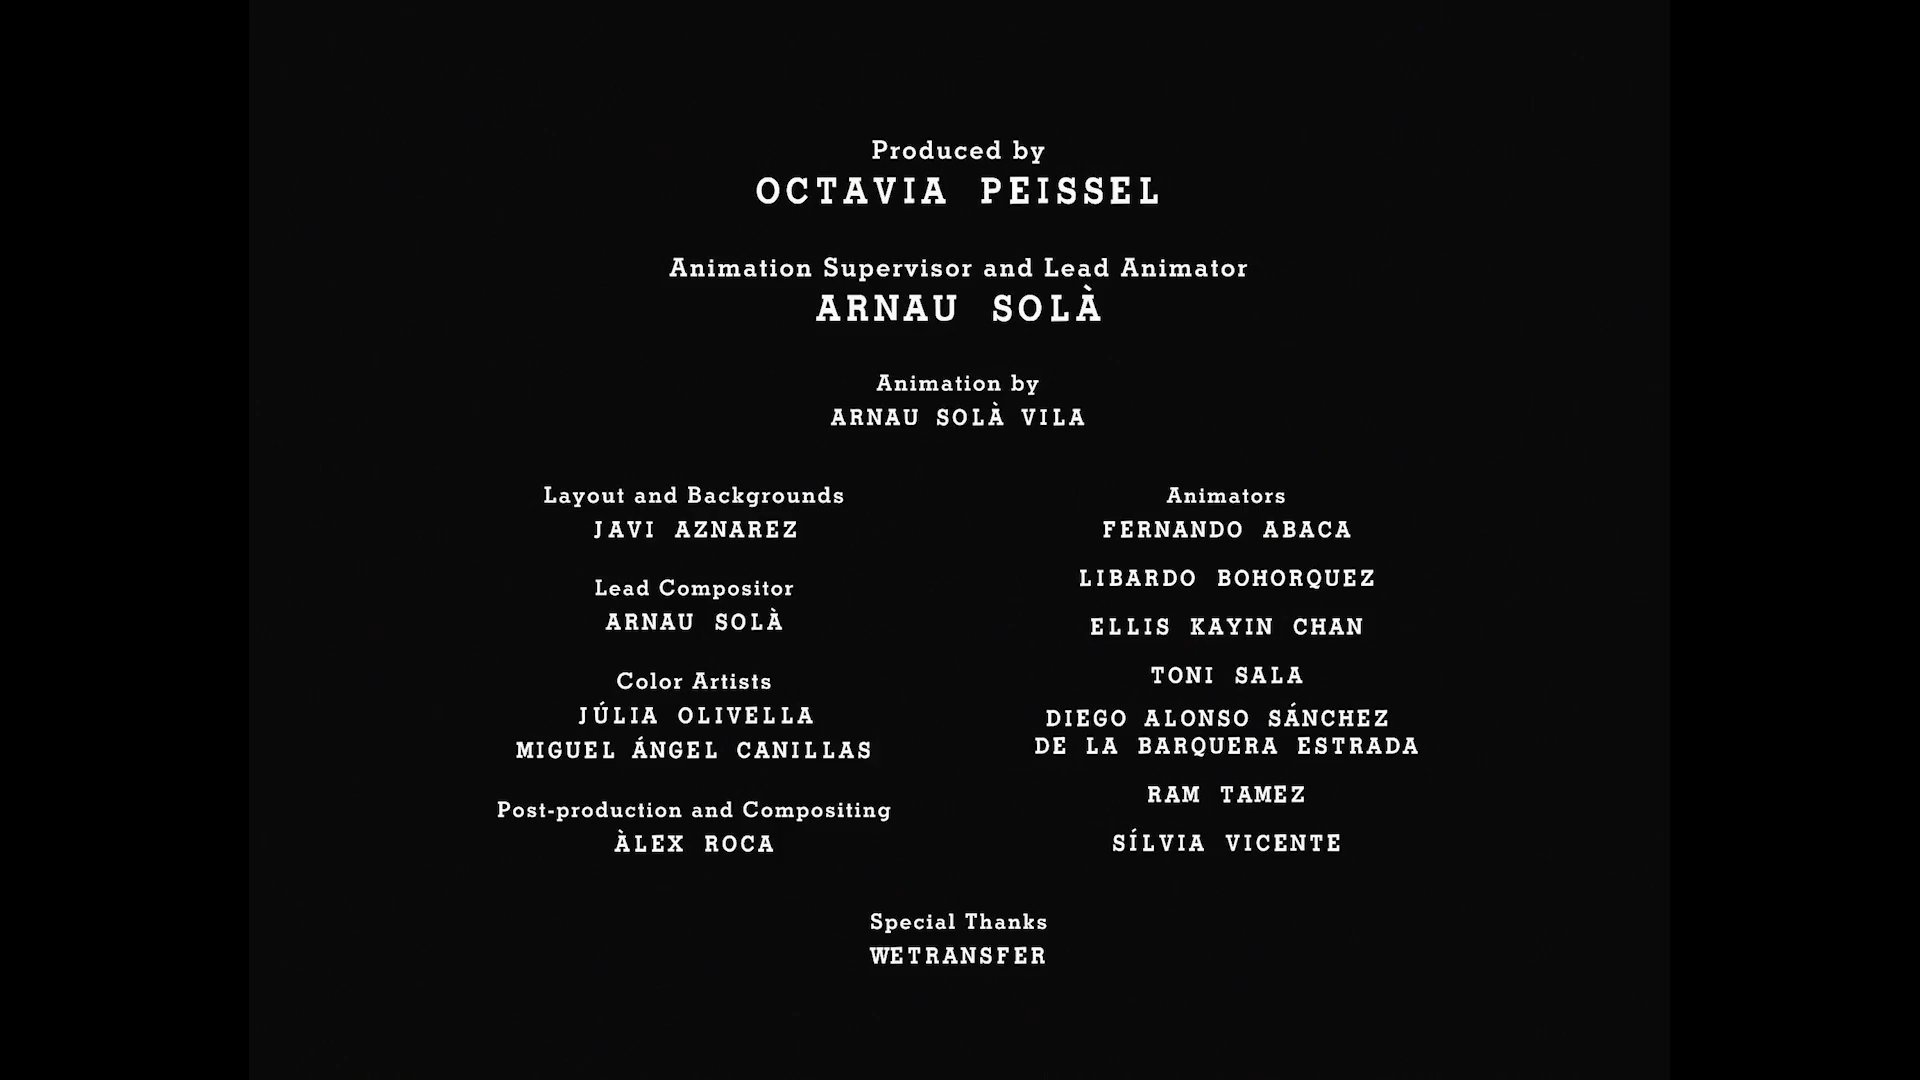 Produced by
OCTAVIA PEISSEL
Animation Supervisor and Lead Animator
ARNAU SOLÀ
Animation by
ARNAU SOLÀ VILA
Layout and Backgrounds
JAVI AZNAREZ
Lead Compositor
ARNAU SOLÀ
Color Artists
JÚLIA OLIVELLA
MIGUEL ÁNGEL CANILLAS
Post-production and Compositing
ÀLEX ROCA
Animators
FERNANDO ABACA
LIBARDO BOHORQUEZ
ELLIS KAYIN CHAN
TONI SALA
DIEGO ALONSO SÁNCHEZ
DE LA BARQUERA ESTRADA
RAM TAMEZ
SÍLVIA VICENTE
Special Thanks
WETRANSFER